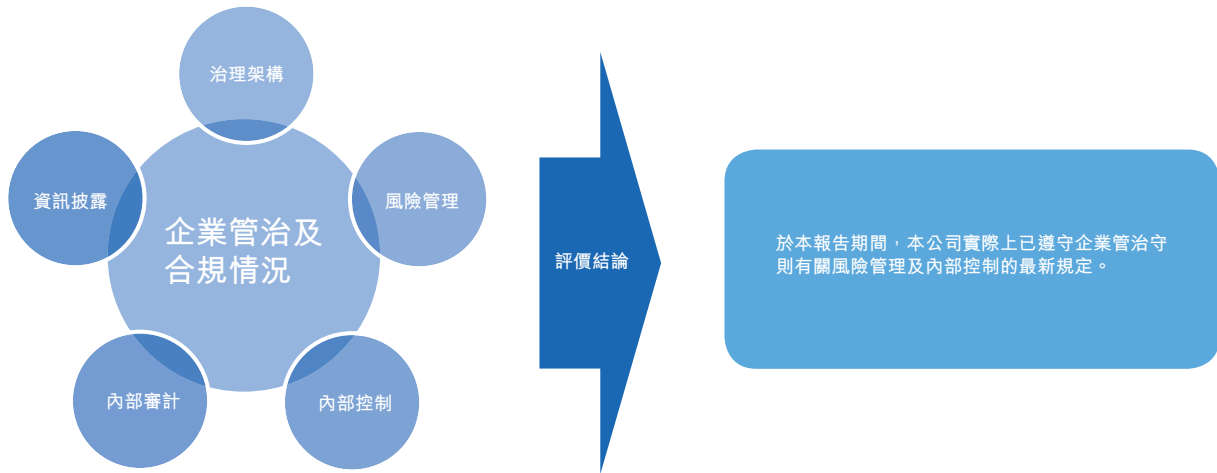 治理架構
資訊披露
風險管理
企業管治及
合規情況
內部審計
內部控制
評價結論
於本報告期間，本公司實際上已遵守企業管治守
則有關風險管理及內部控制的最新規定。